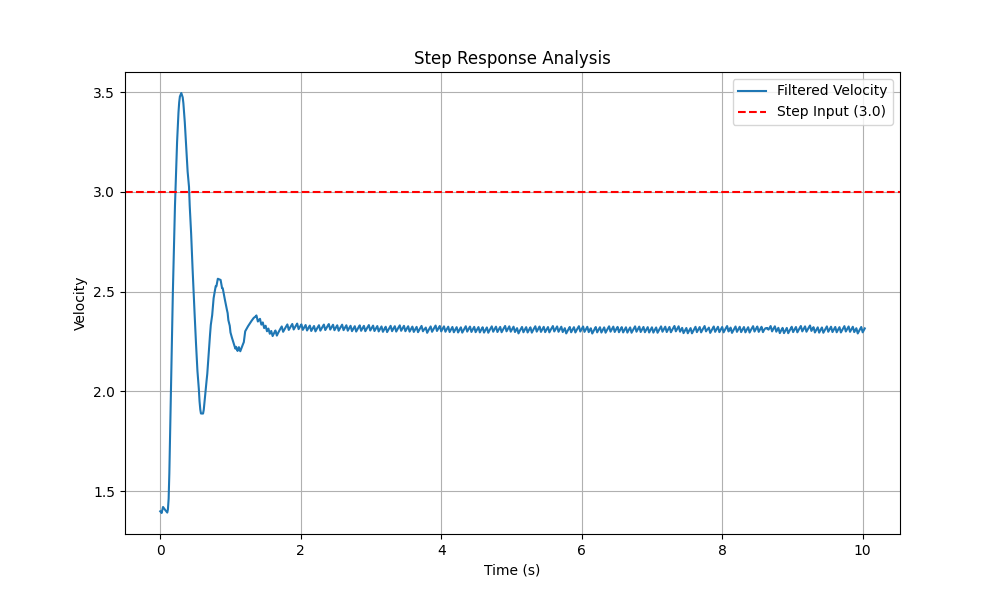 Step Response Analysis
Filtered Velocity
Step Input (3.0)
Velocity
3.5
3.0
2.5
2.0
1.5
0 2 4 6 8 10
Time (s)